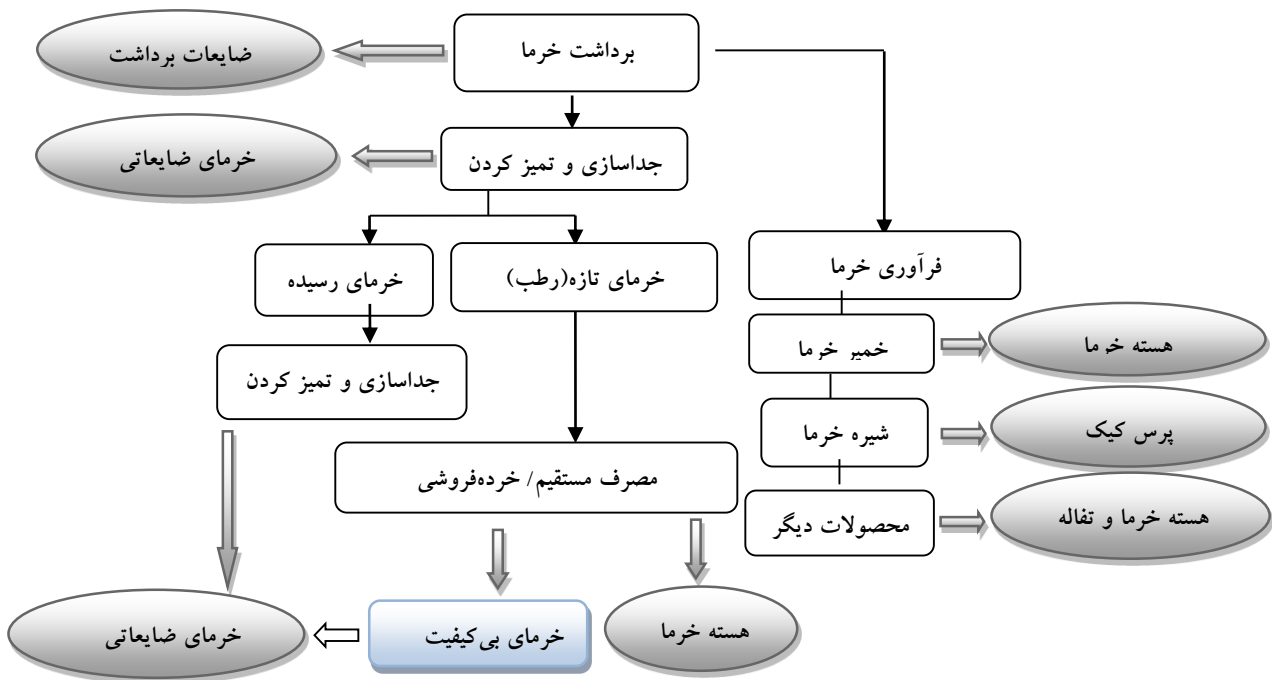 برداشت خرما
ضایعات برداشت
جداسازی و تمیز کردن
خرمای ضایعاتی
فرآوری خرما
خرمای تازه(رطب)
خرمای رسیده
خمیر خرما
هسته خرما
جداسازی و تمیز کردن
شیره خرما
پرس کیک
مصرف مستقیم/ خرده‌فروشی
محصولات دیگر
هسته خرما و تفاله
هسته خرما
خرمای بی‌کیفیت
خرمای ضایعاتی